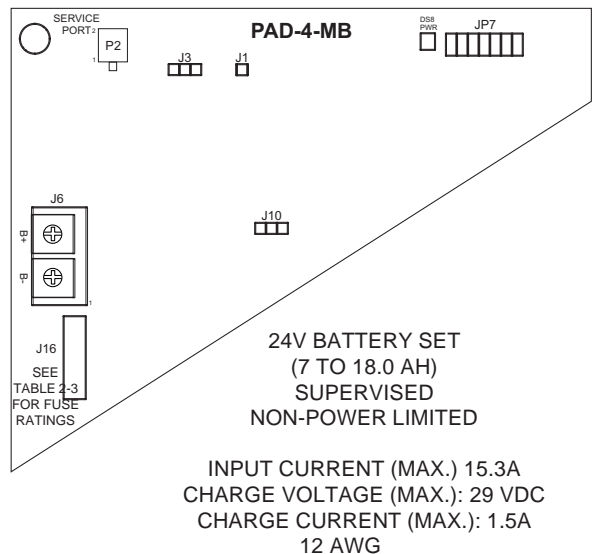 SERVICE
PORT
2
1
P2
PAD-4-MB
DS8
PWR
JP7
J3
J1
J6
B+
B-
1
J10
J16
SEE
TABLE 2-3
FOR FUSE
RATINGS
24V BATTERY SET
(7 TO 18.0 AH)
SUPERVISED
NON-POWER LIMITED
INPUT CURRENT (MAX.) 15.3A
CHARGE VOLTAGE (MAX.): 29 VDC
CHARGE CURRENT (MAX.): 1.5A
12 AWG